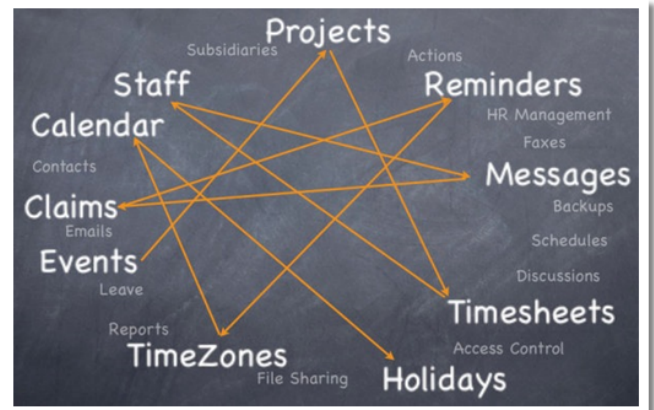 Projects
Subsidiaries
Actions
Staff
Reminders
Calendar
HR Management
Faxes
Contacts
Messages
Claims
Backups
Emails
Schedules
Events
Discussions
Leave
Timesheets
Reports
TimeZones
Access Control
File Sharing
Holidays